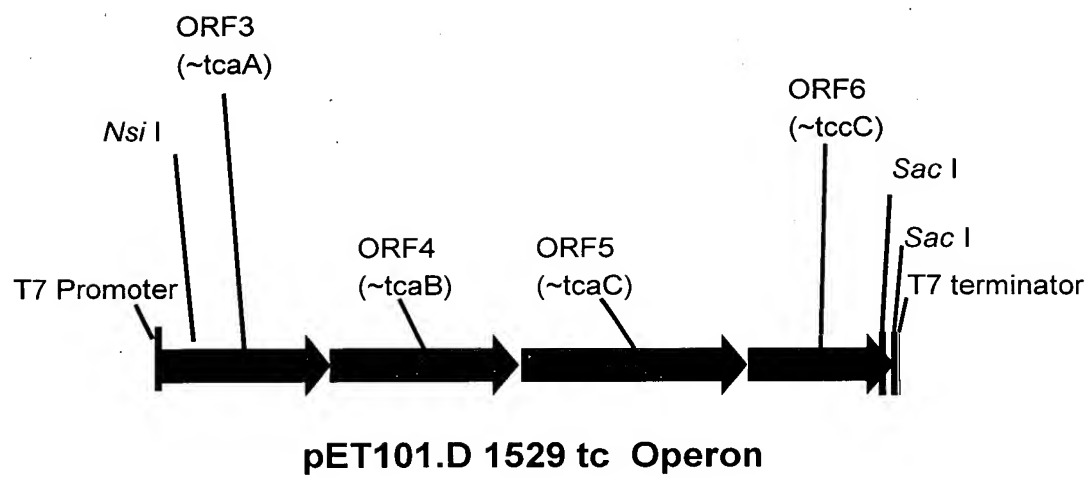 ORF3
(~tcaA)
Nsi I
ORF6
(~tccC)
Sac I
Sac I
ORF4
(~tcaB)
ORF5
(~tcaC)
T7 Promoter
T7 terminator
pET101.D 1529 tc Operon